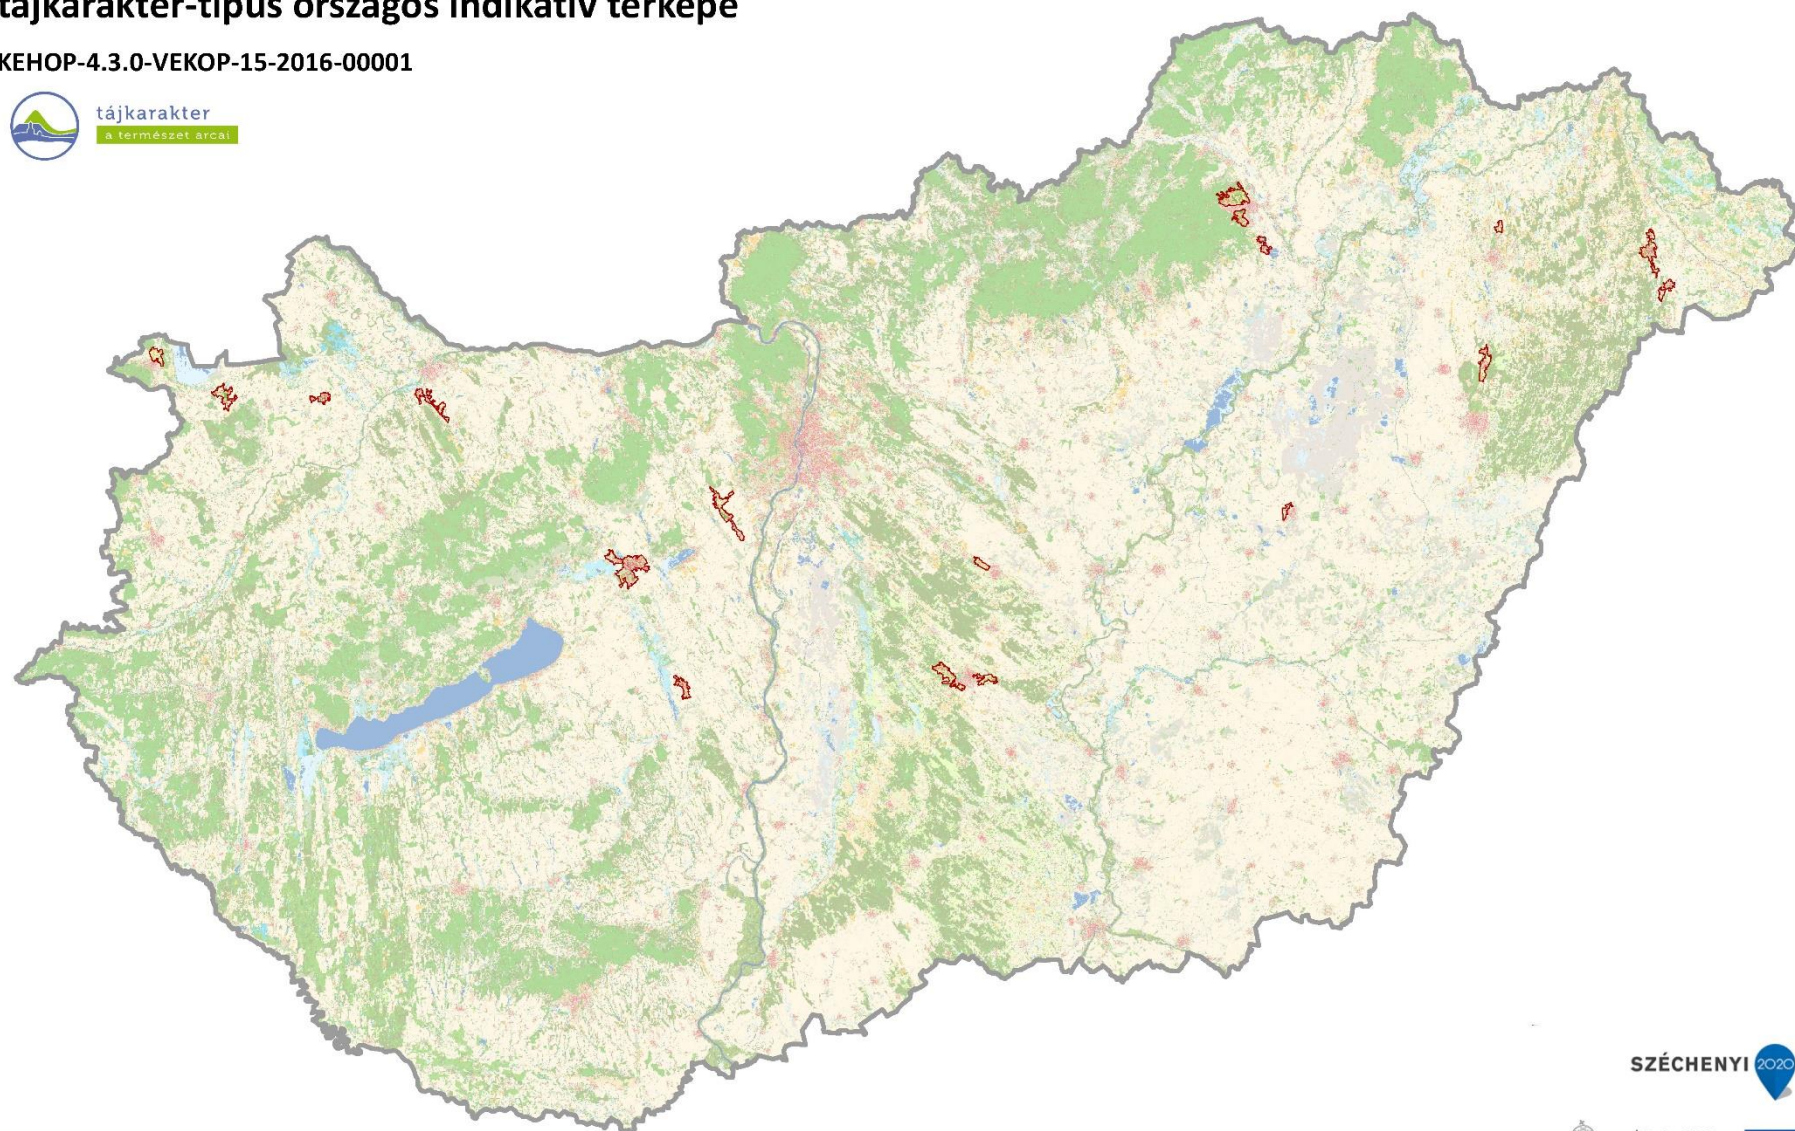 tájkarakter-típus országos indikatív térképe
KEHOP-4.3.0-VEKOP-15-2016-00001
tájkarakter
a természet arcai
SZÉCHENYI 2020